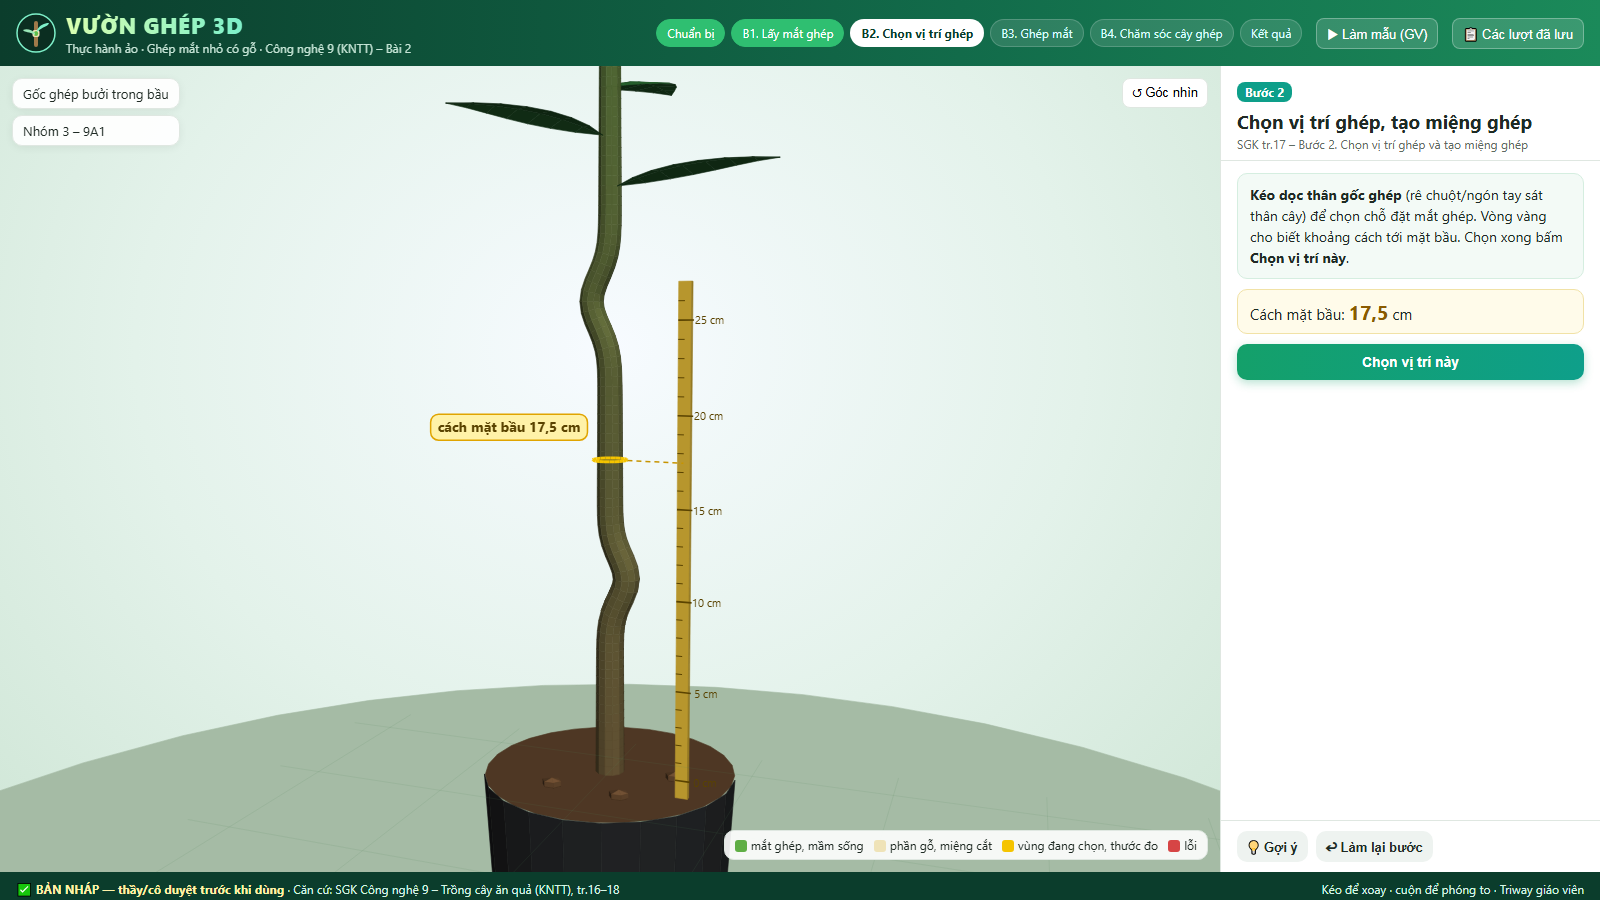 VƯỜN GHÉP 3D
Thực hành ảo · Ghép mắt nhỏ có gỗ · Công nghệ 9 (KNTT) – Bài 2
Chuẩn bị
B1. Lấy mắt ghép
B2. Chọn vị trí ghép
B3. Ghép mắt
B4. Chăm sóc cây ghép
Kết quả
▶ Làm mẫu (GV)
📋 Các lượt đã lưu
Gốc ghép bưởi trong bầu
Nhóm 3 – 9A1
↺ Góc nhìn
25 cm
20 cm
cách mặt bầu 17,5 cm
15 cm
10 cm
5 cm
mắt ghép, mầm sống
phần gỗ, miệng cắt
vùng đang chọn, thước đo
lỗi
Bước 2
Chọn vị trí ghép, tạo miệng ghép
SGK tr.17 – Bước 2. Chọn vị trí ghép và tạo miệng ghép
Kéo dọc thân gốc ghép (rê chuột/ngón tay sát
thân cây) để chọn chỗ đặt mắt ghép. Vòng vàng
cho biết khoảng cách tới mặt bầu. Chọn xong bấm
Chọn vị trí này.
Cách mặt bầu: 17,5 cm
Chọn vị trí này
💡 Gợi ý
↩ Làm lại bước
✅ BẢN NHÁP — thầy/cô duyệt trước khi dùng · Căn cứ: SGK Công nghệ 9 – Trồng cây ăn quả (KNTT), tr.16–18
Kéo để xoay · cuộn để phóng to · Triway giáo viên